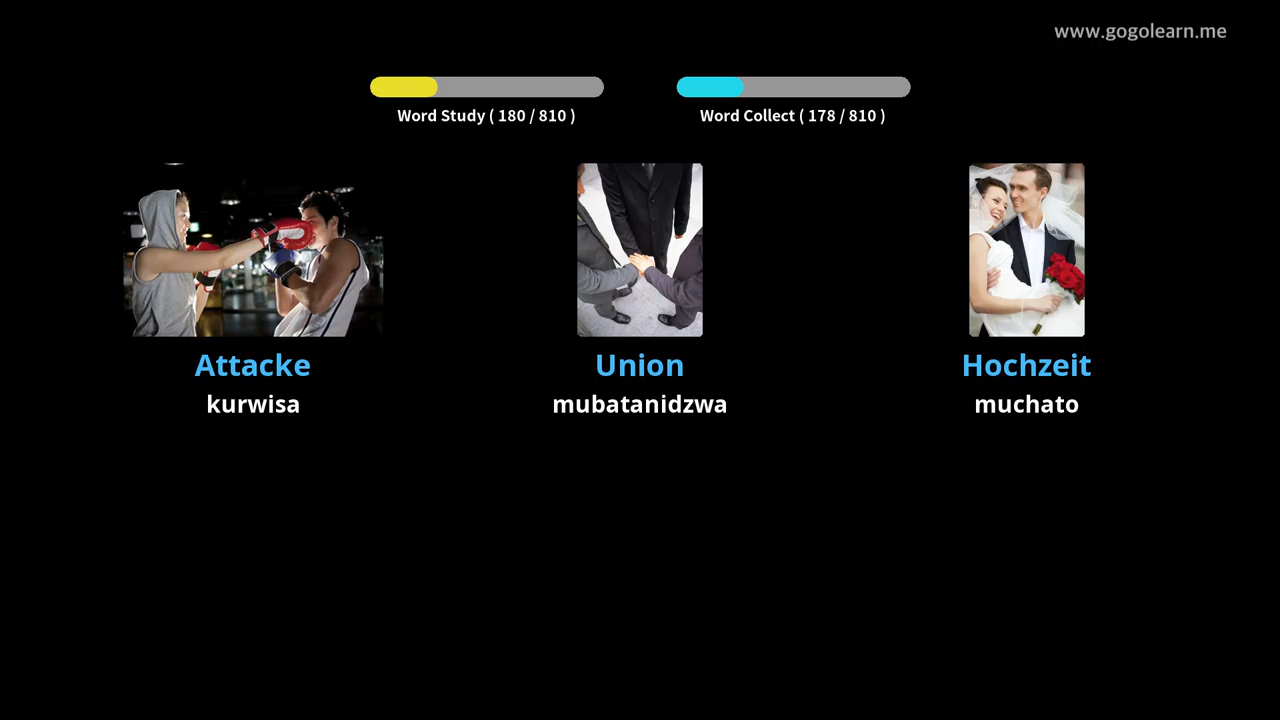 www.gogolearn.me
Word Study ( 180 / 810 )
Word Collect ( 178 / 810 )
Attacke
kurwisa
Union
mubatanidzwa
Hochzeit
muchato